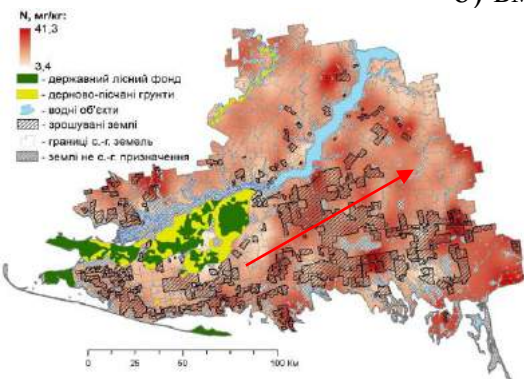 б) Вм
N, мг/кг:
41,3
3,4
- державний лісний фонд
- дерново-пісчані ґрунти
- водні об'єкти
- зрошувані землі
- границі с.-г. земель
- землі не с.-г. призначення
0 25 50 100 Км